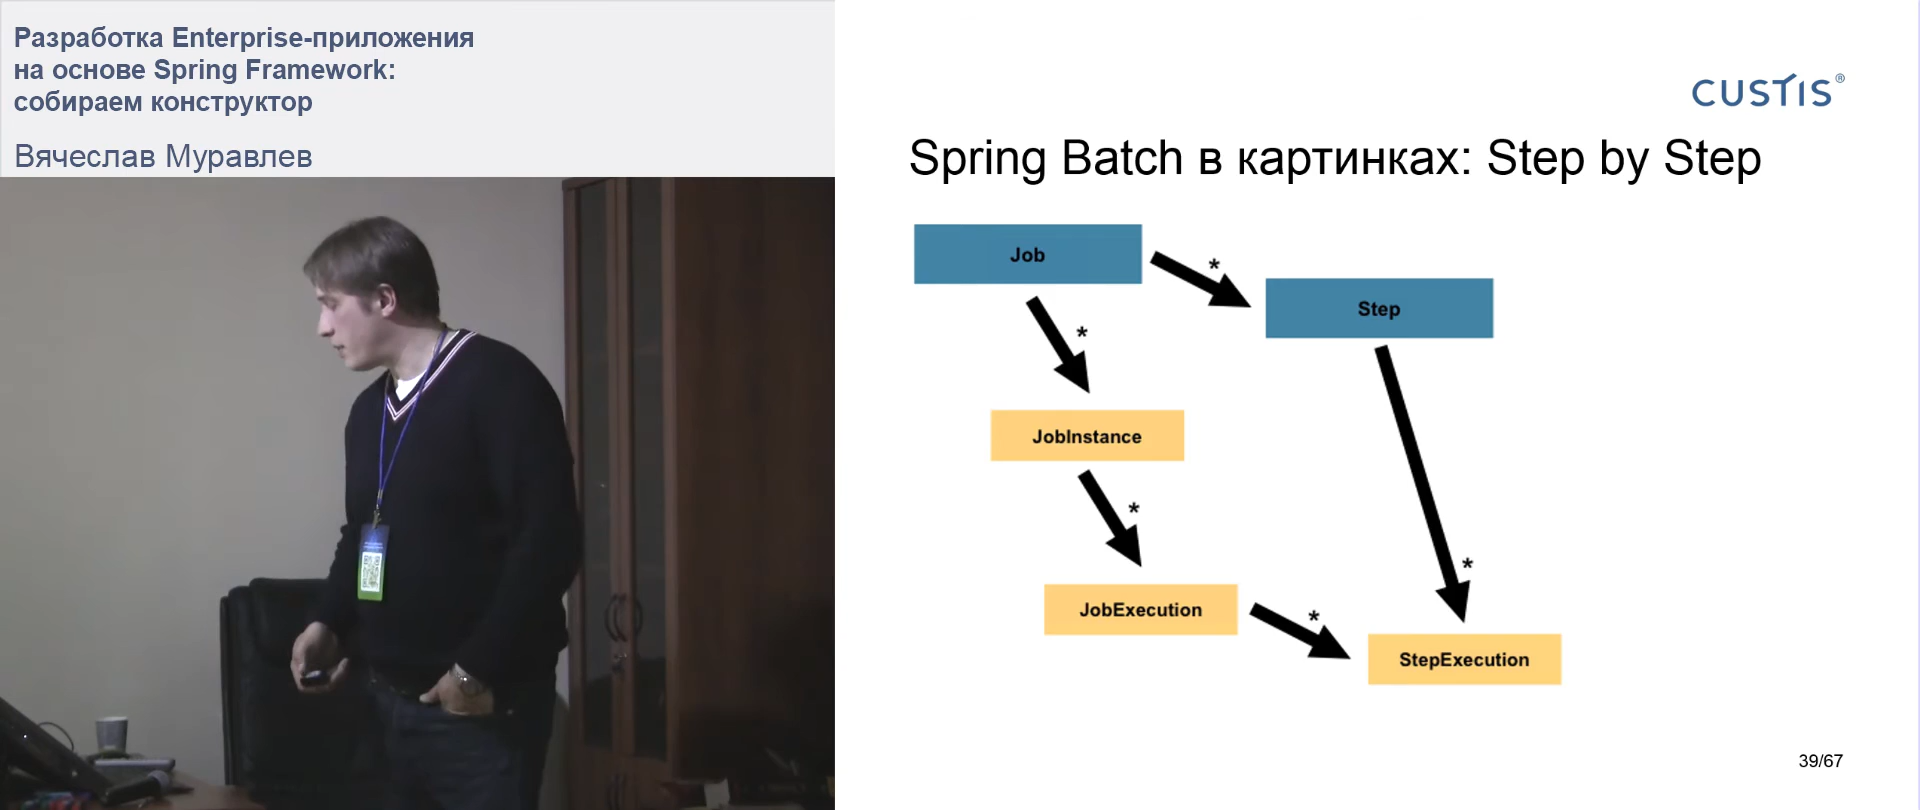 Разработка Enterprise-приложения
на основе Spring Framework:
собираем конструктор
Вячеслав Муравлев
CUSTIS®
Spring Batch в картинках: Step by Step
Job
*
Step
*
JobInstance
*
JobExecution
*
*
StepExecution
39/67